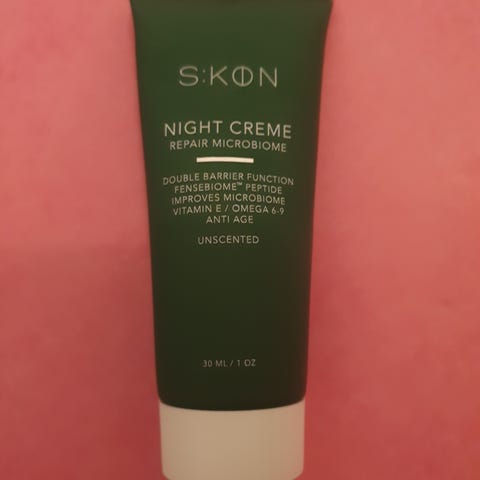 S:KON
NIGHT CREME
REPAIR MICROBIOME
DOUBLE BARRIER FUNCTION
FENSEBIOME™ PEPTIDE
IMPROVES MICROBIOME
VITAMIN E / OMEGA 6-9
ANTI AGE
UNSCENTED
30 ML / 1 OZ